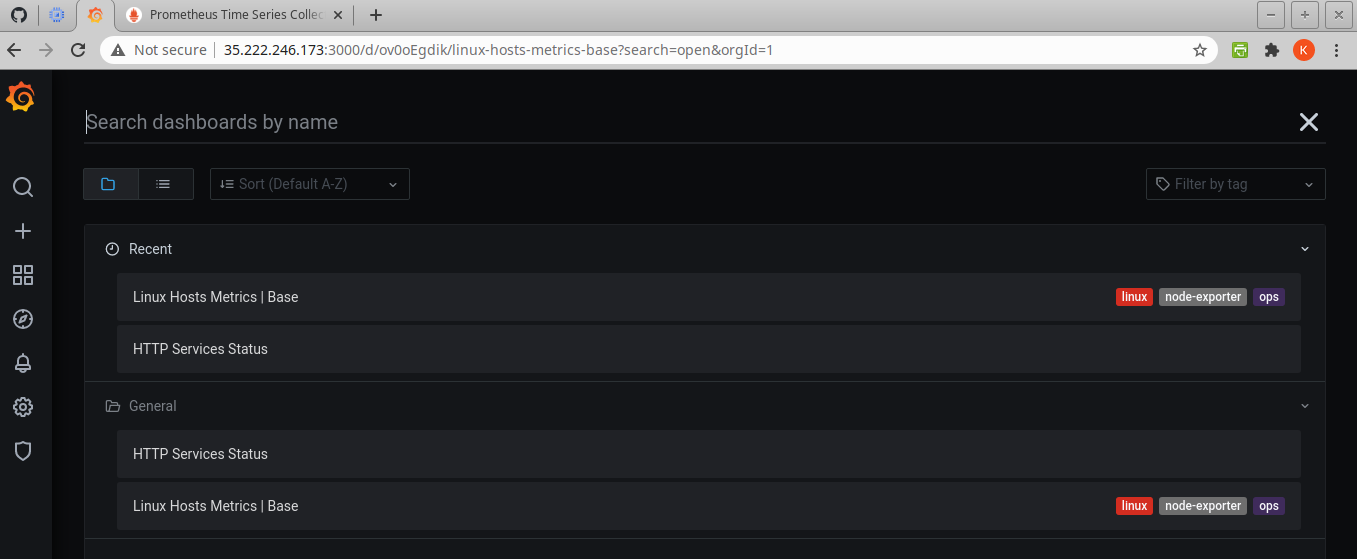 Prometheus Time Series Collec
Not secure | 35.222.246.173:3000/d/ov0oEgdik/linux-hosts-metrics-base?search=open&orgId=1
K
Search dashboards by name
Sort (Default A-Z)
Filter by tag
Recent
Linux Hosts Metrics | Base linux node-exporter ops
HTTP Services Status
General
HTTP Services Status
Linux Hosts Metrics | Base linux node-exporter ops